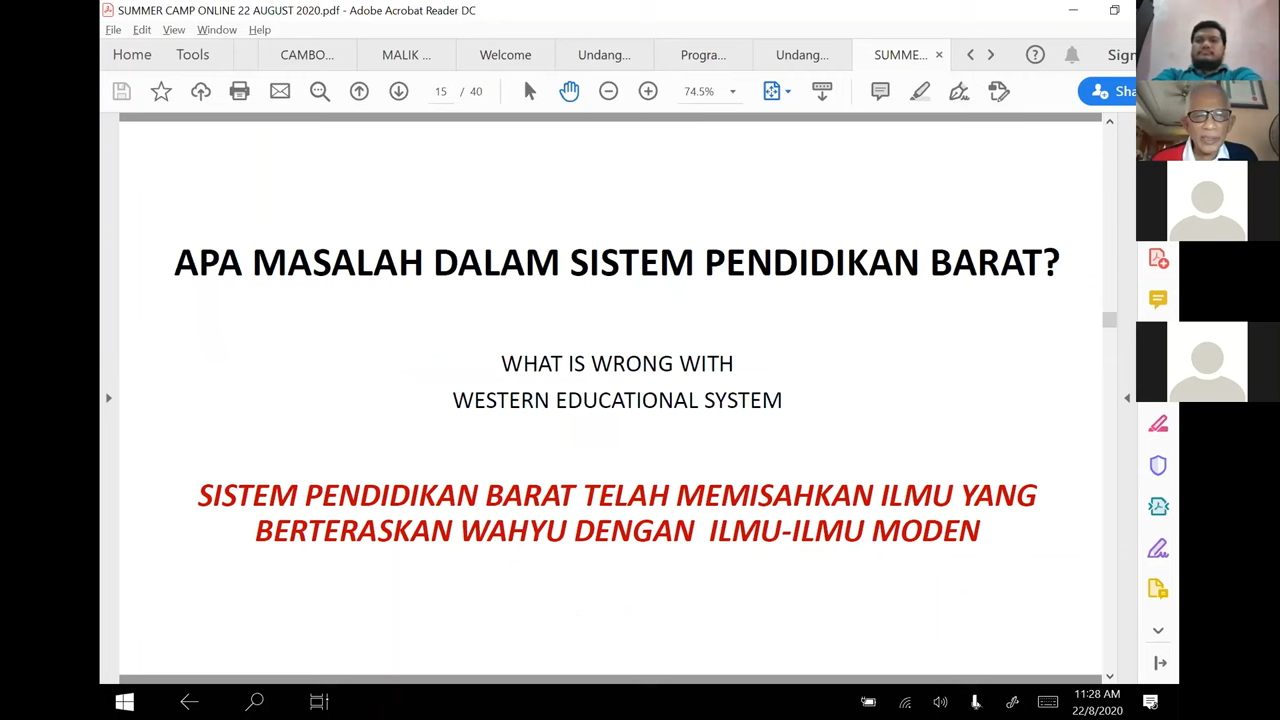 SUMMER CAMP ONLINE 22 AUGUST 2020.pdf - Adobe Acrobat Reader DC
File Edit View Window Help
Home Tools CAMBO... MALIK ... Welcome Undang... Progra... Undang... SUMME... × Sign
15 / 40 74.5% Sha
APA MASALAH DALAM SISTEM PENDIDIKAN BARAT?
WHAT IS WRONG WITH
WESTERN EDUCATIONAL SYSTEM
SISTEM PENDIDIKAN BARAT TELAH MEMISAHKAN ILMU YANG
BERTERASKAN WAHYU DENGAN ILMU-ILMU MODEN
11:28 AM
22/8/2020